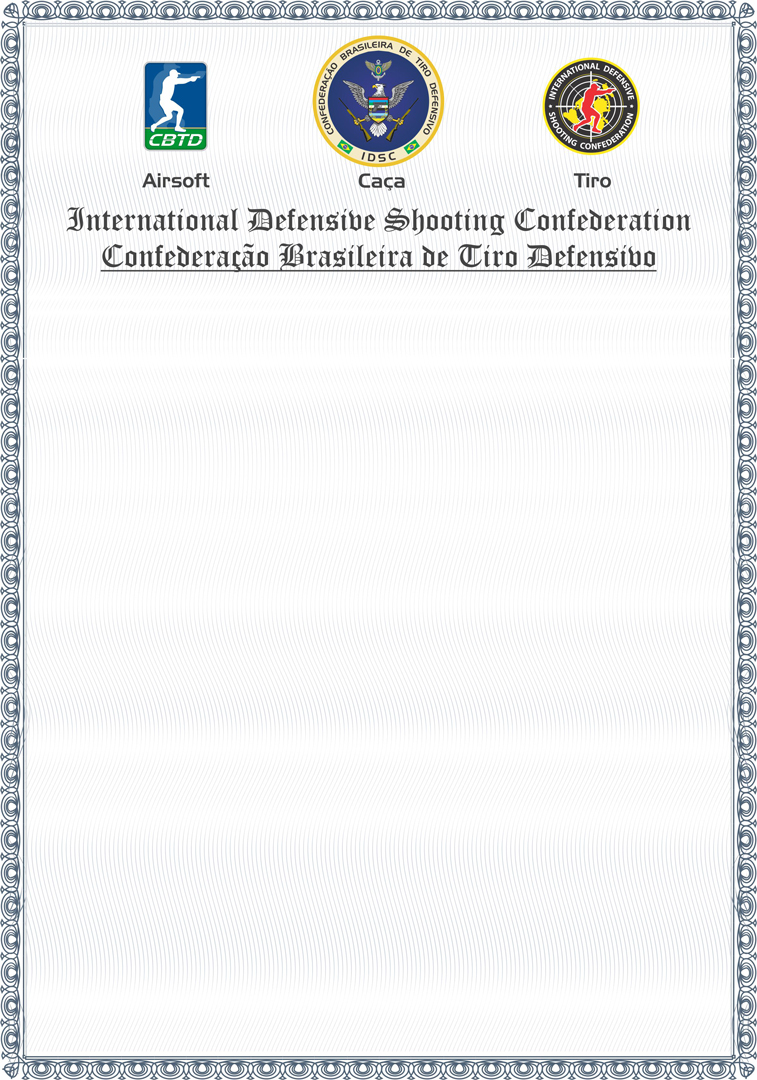 CBTD
CONFEDERAÇÃO BRASILEIRA DE TIRO DEFENSIVO
IDSC
INTERNATIONAL DEFENSIVE
SHOOTING CONFEDERATION
Airsoft Caça Tiro
International Defensive Shooting Confederation
Confederação Brasileira de Tiro Defensivo